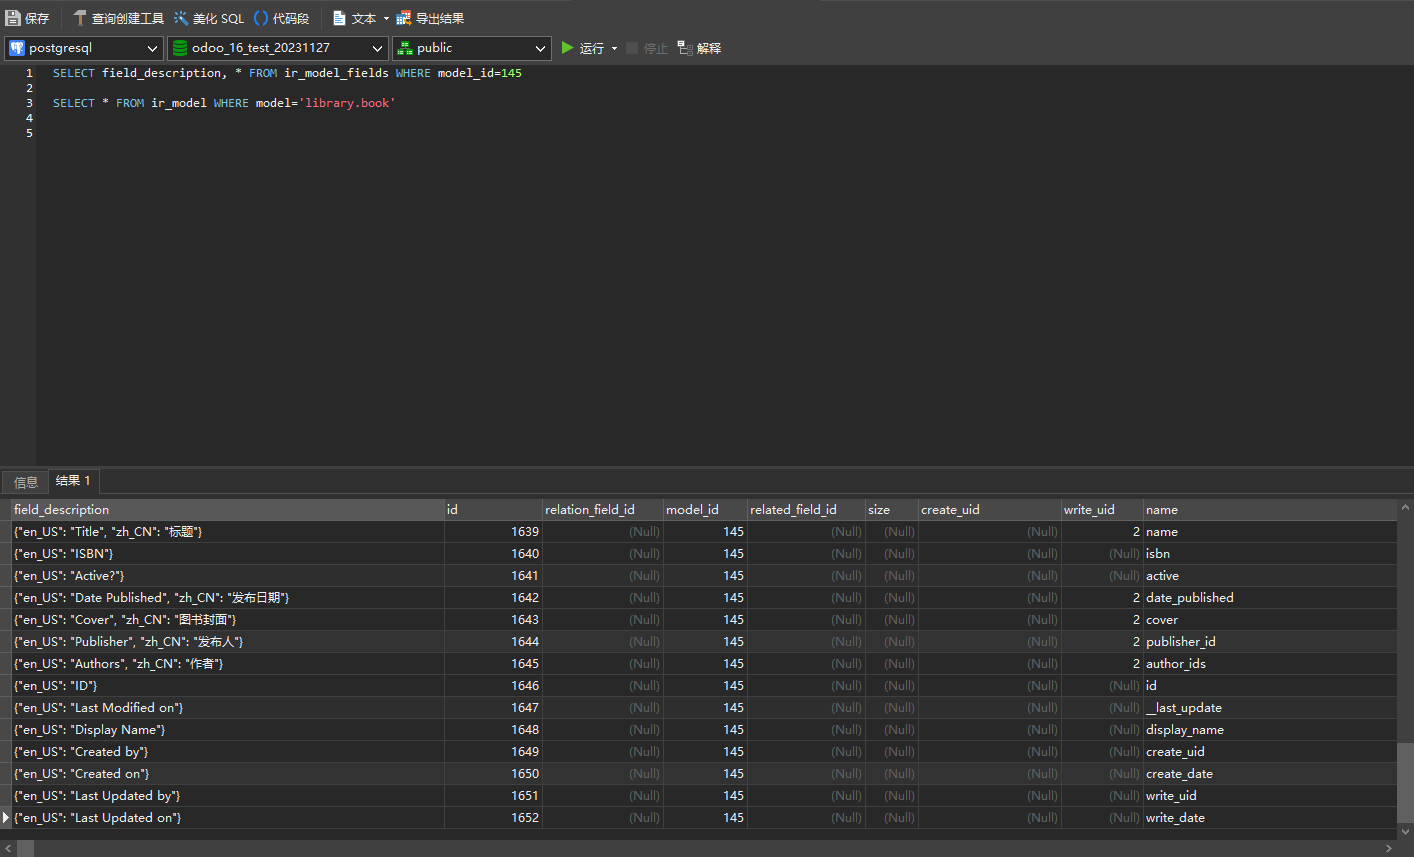 保存 查询创建工具 美化 SQL 代码段 文本 导出结果
postgresql odoo_16_test_20231127 public 运行 停止 解释
1 SELECT field_description, * FROM ir_model_fields WHERE model_id=145
2
3 SELECT * FROM ir_model WHERE model='library.book'
4
5
信息 结果 1
field_description id relation_field_id model_id related_field_id size create_uid write_uid name
{"en_US": "Title", "zh_CN": "标题"} 1639 (Null) 145 (Null) (Null) (Null) 2 name
{"en_US": "ISBN"} 1640 (Null) 145 (Null) (Null) (Null) (Null) isbn
{"en_US": "Active?"} 1641 (Null) 145 (Null) (Null) (Null) (Null) active
{"en_US": "Date Published", "zh_CN": "发布日期"} 1642 (Null) 145 (Null) (Null) (Null) 2 date_published
{"en_US": "Cover", "zh_CN": "图书封面"} 1643 (Null) 145 (Null) (Null) (Null) 2 cover
{"en_US": "Publisher", "zh_CN": "发布人"} 1644 (Null) 145 (Null) (Null) (Null) 2 publisher_id
{"en_US": "Authors", "zh_CN": "作者"} 1645 (Null) 145 (Null) (Null) (Null) 2 author_ids
{"en_US": "ID"} 1646 (Null) 145 (Null) (Null) (Null) (Null) id
{"en_US": "Last Modified on"} 1647 (Null) 145 (Null) (Null) (Null) (Null) __last_update
{"en_US": "Display Name"} 1648 (Null) 145 (Null) (Null) (Null) (Null) display_name
{"en_US": "Created by"} 1649 (Null) 145 (Null) (Null) (Null) (Null) create_uid
{"en_US": "Created on"} 1650 (Null) 145 (Null) (Null) (Null) (Null) create_date
{"en_US": "Last Updated by"} 1651 (Null) 145 (Null) (Null) (Null) (Null) write_uid
{"en_US": "Last Updated on"} 1652 (Null) 145 (Null) (Null) (Null) (Null) write_date